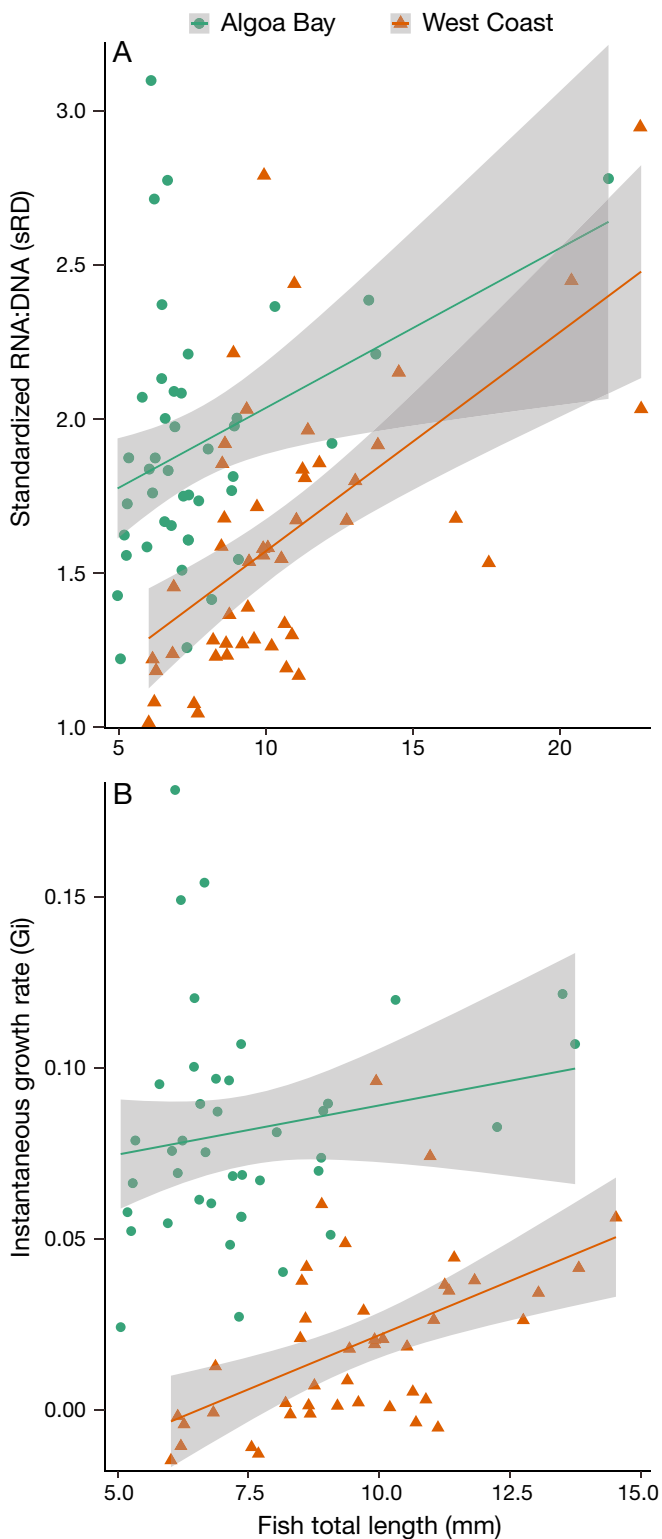 Algoa Bay West Coast
A
3.0
2.5
2.0
1.5
1.0
Standardized RNA:DNA (sRD)
5 10 15 20
B
0.15
0.10
0.05
0.00
Instantaneous growth rate (Gi)
5.0 7.5 10.0 12.5 15.0
Fish total length (mm)